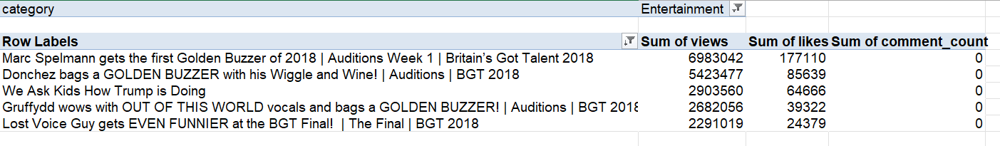 category Entertainment
Row Labels Sum of views Sum of likes Sum of comment_count
Marc Spelmann gets the first Golden Buzzer of 2018 | Auditions Week 1 | Britain’s Got Talent 2018 6983042 177110 0
Donchez bags a GOLDEN BUZZER with his Wiggle and Wine! | Auditions | BGT 2018 5423477 85639 0
We Ask Kids How Trump is Doing 2903560 64666 0
Gruffydd wows with OUT OF THIS WORLD vocals and bags a GOLDEN BUZZER! | Auditions | BGT 2018 2682056 39322 0
Lost Voice Guy gets EVEN FUNNIER at the BGT Final!  | The Final | BGT 2018 2291019 24379 0